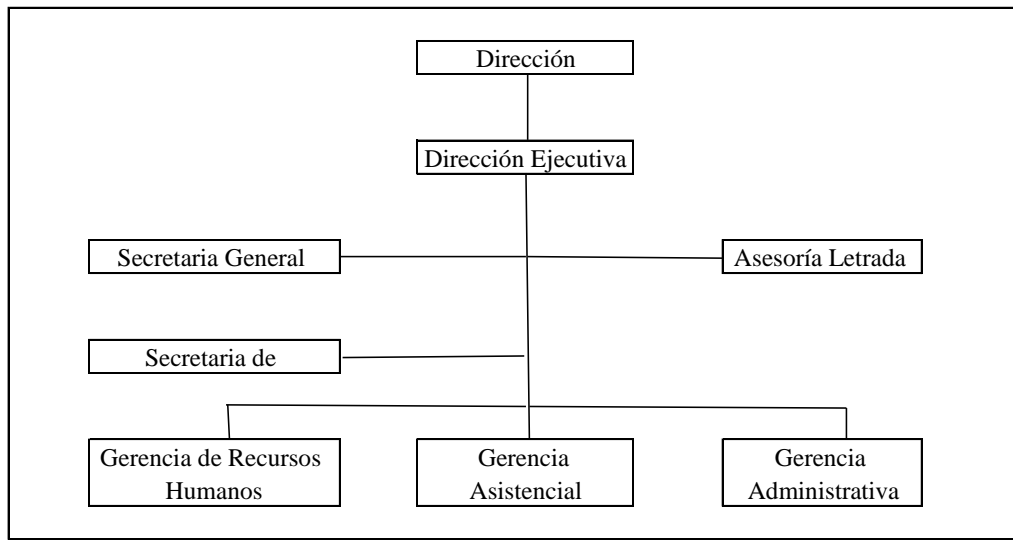 Dirección
Dirección Ejecutiva
Secretaria General
Asesoría Letrada
Secretaria de
Gerencia de Recursos
Humanos
Gerencia
Asistencial
Gerencia
Administrativa